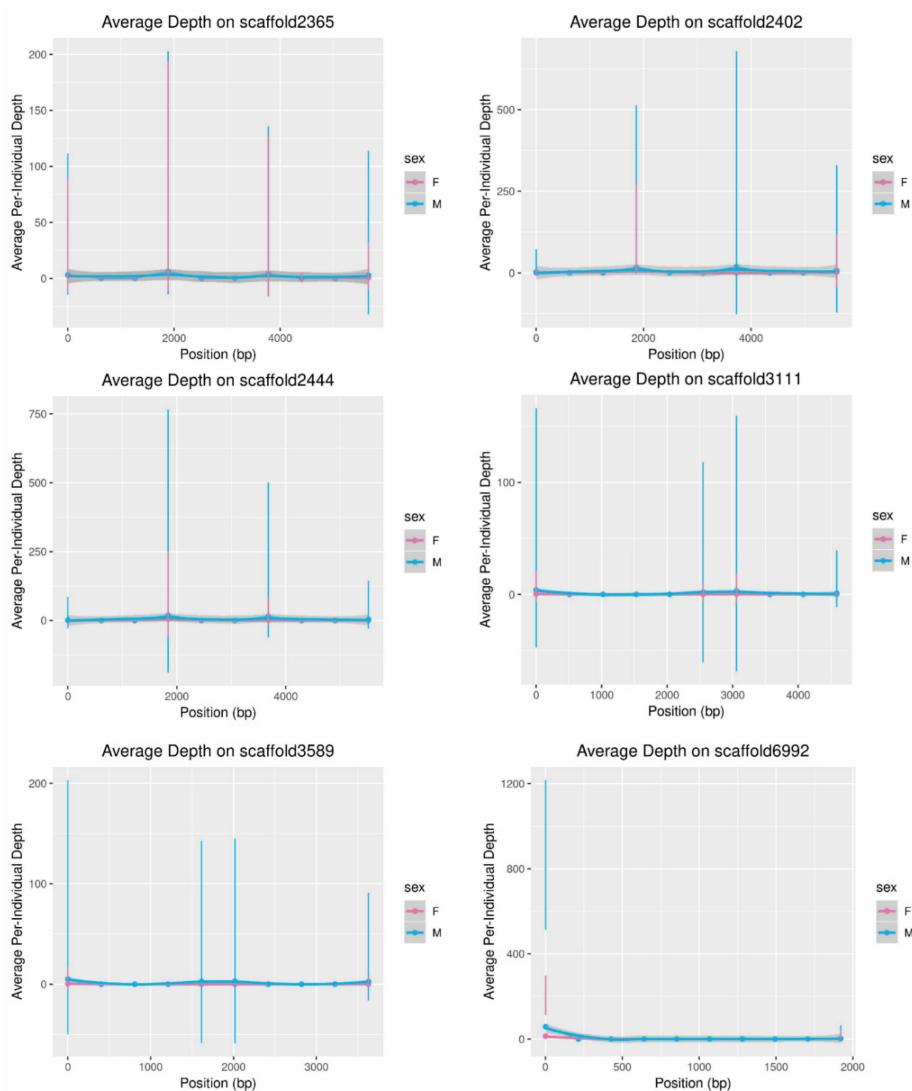 Average Depth on scaffold2365
Average Per-Individual Depth
200
150
100
50
0
0
2000
4000
Position (bp)
sex
F
M
Average Depth on scaffold2402
Average Per-Individual Depth
500
250
0
0
2000
4000
Position (bp)
sex
F
M
Average Depth on scaffold2444
Average Per-Individual Depth
750
500
250
0
0
2000
4000
Position (bp)
sex
F
M
Average Depth on scaffold3111
Average Per-Individual Depth
100
0
0
1000
2000
3000
4000
Position (bp)
sex
F
M
Average Depth on scaffold3589
Average Per-Individual Depth
200
100
0
0
1000
2000
3000
Position (bp)
sex
F
M
Average Depth on scaffold6992
Average Per-Individual Depth
1200
800
400
0
0
500
1000
1500
2000
Position (bp)
sex
F
M